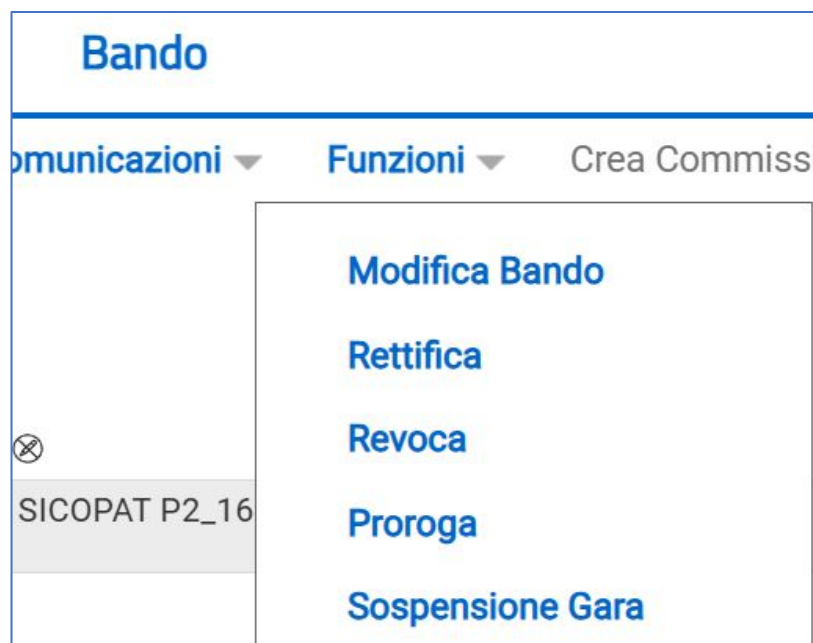 Bando
omunicazioni Funzioni Crea Commiss
Modifica Bando
Rettifica
Revoca
SICOPAT P2_16
Proroga
Sospensione Gara